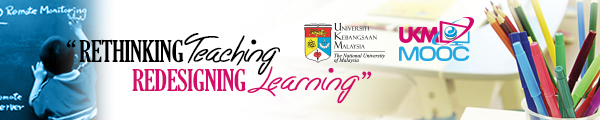 Remote Monitoring
"RETHINKING Teaching
REDESIGNING Learning"
UNIVERSITI
KEBANGSAAN
MALAYSIA
The National University
of Malaysia
UKM
MOOC